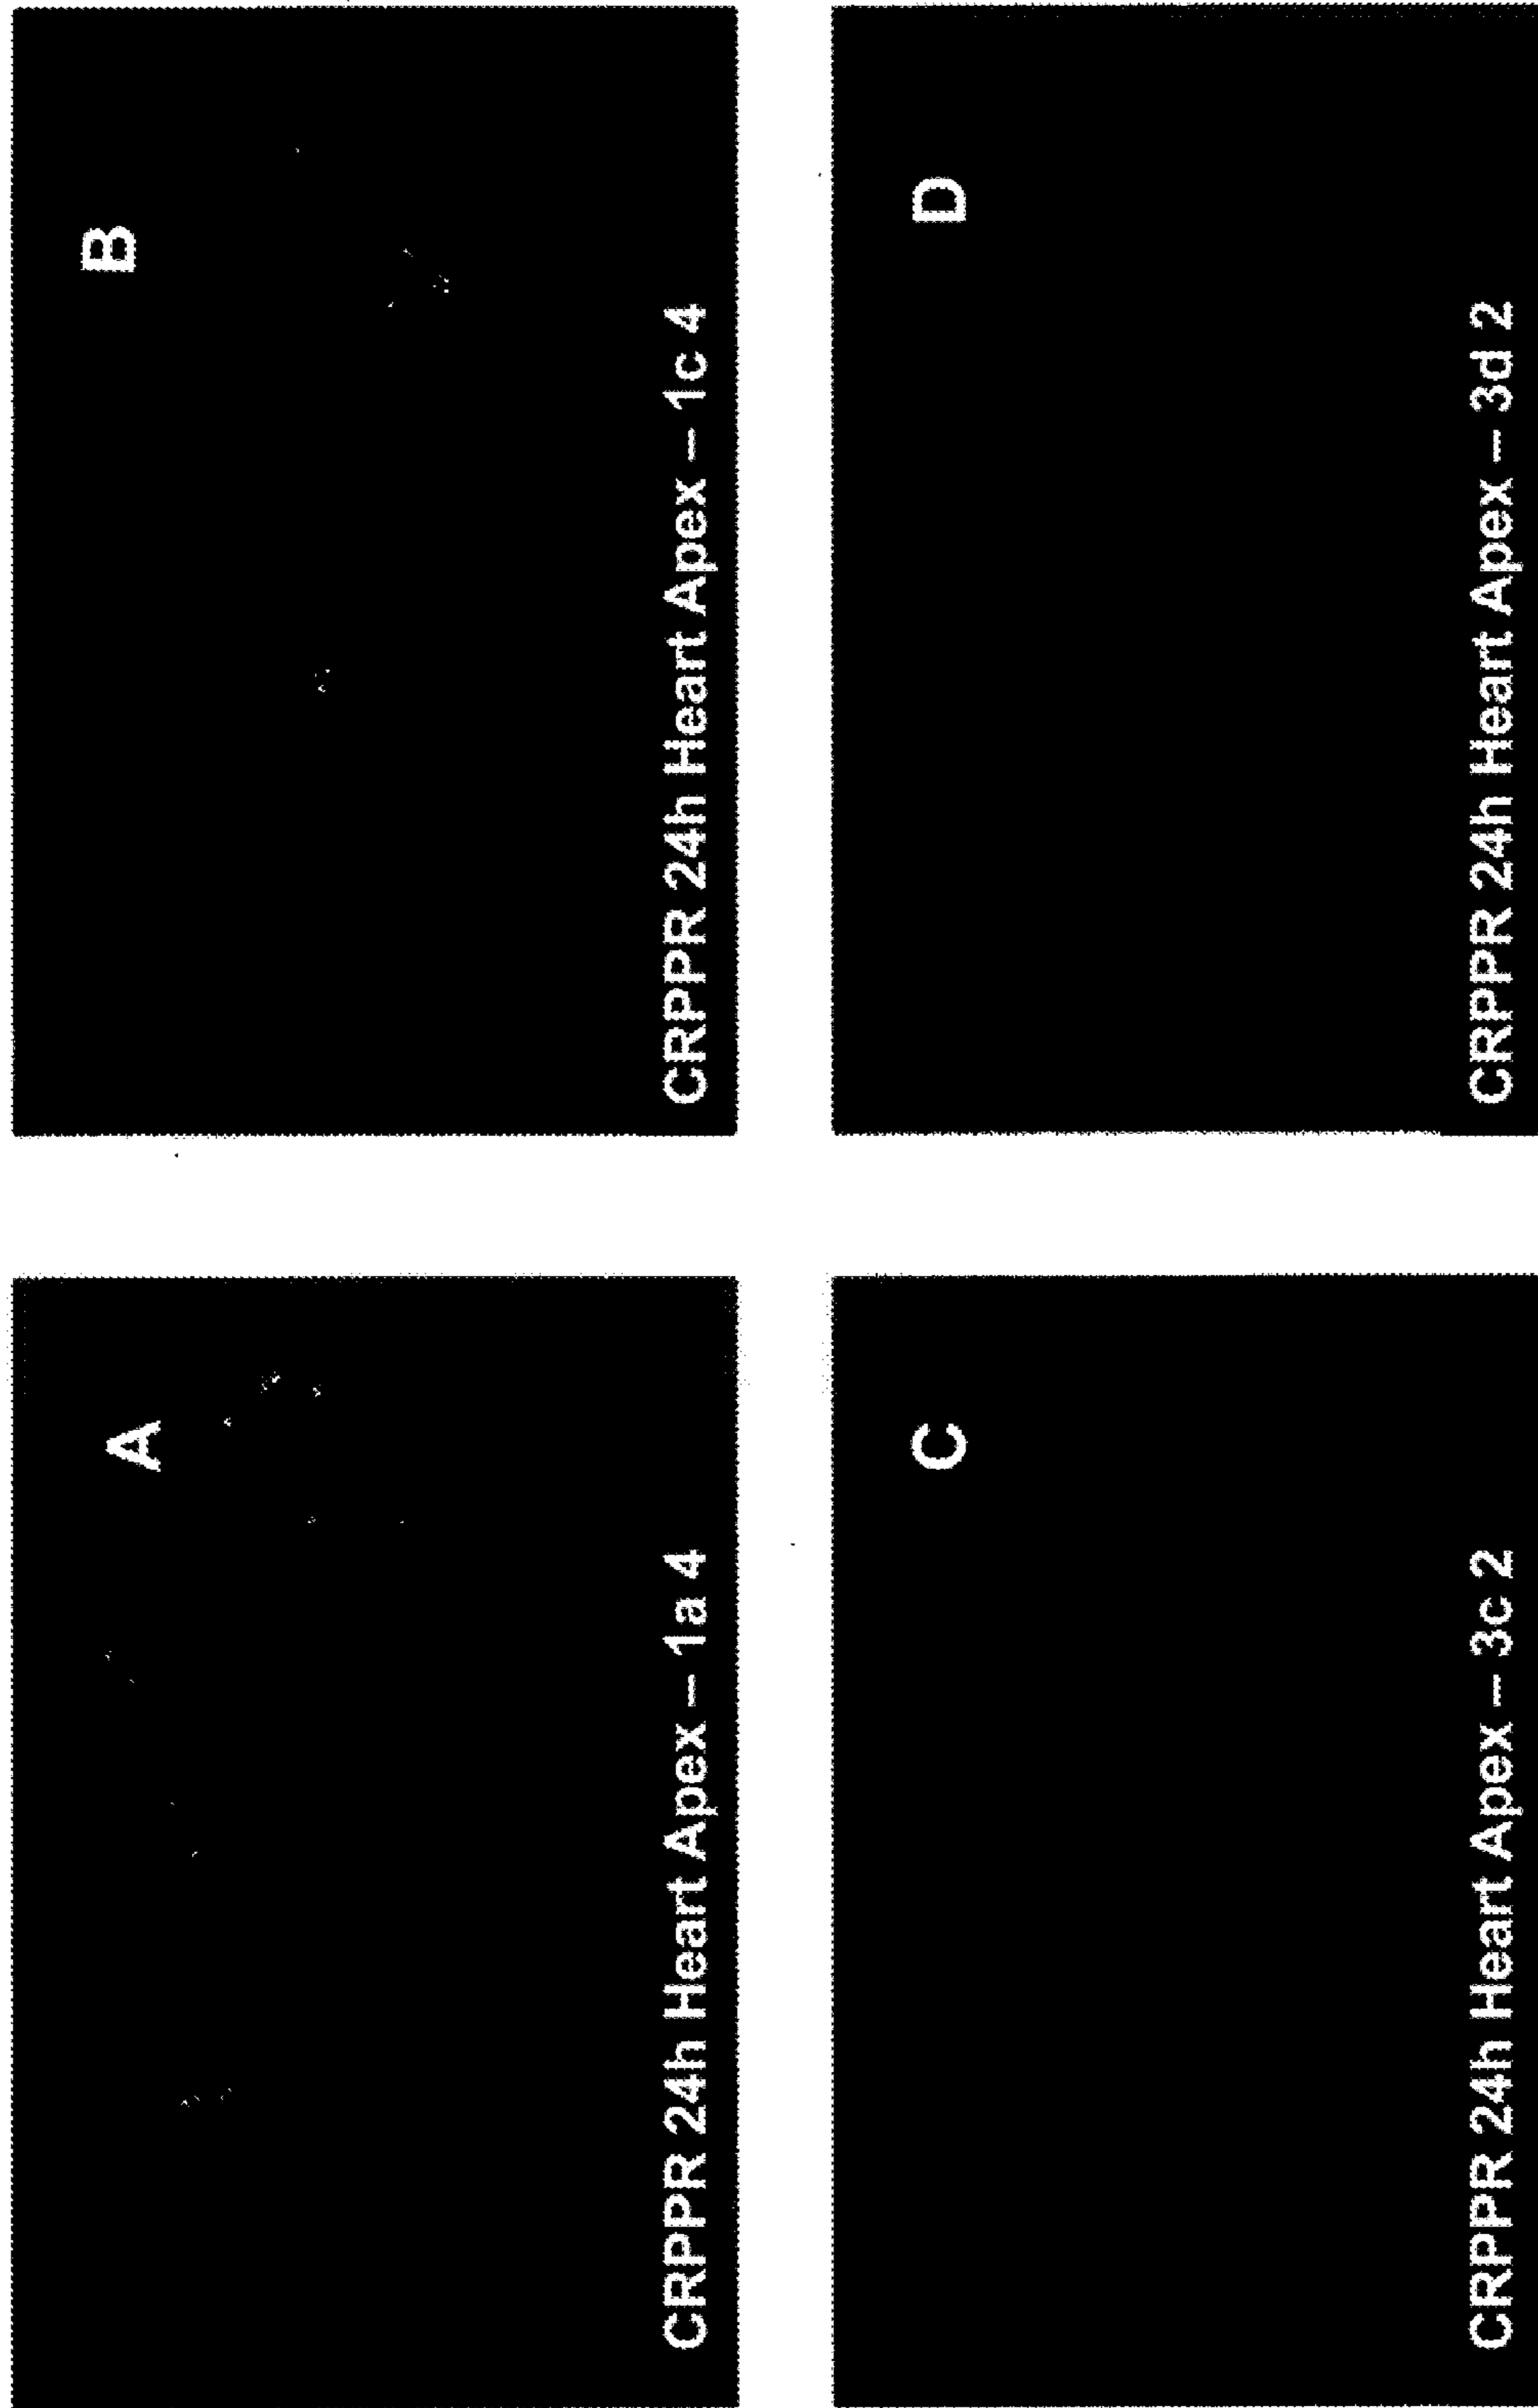 A
CRPPR 24h Heart Apex – 1a 4
B
CRPPR 24h Heart Apex – 1c 4
C
CRPPR 24h Heart Apex – 3c 2
D
CRPPR 24h Heart Apex – 3d 2